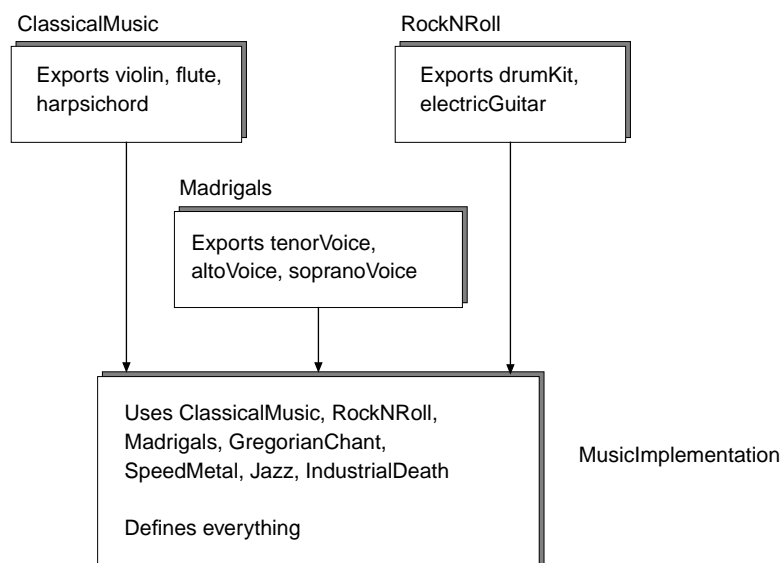 ClassicalMusic
Exports violin, flute,
harpsichord
RockNRoll
Exports drumKit,
electricGuitar
Madrigals
Exports tenorVoice,
altoVoice, sopranoVoice
Uses ClassicalMusic, RockNRoll,
Madrigals, GregorianChant,
SpeedMetal, Jazz, IndustrialDeath
Defines everything
MusicImplementation